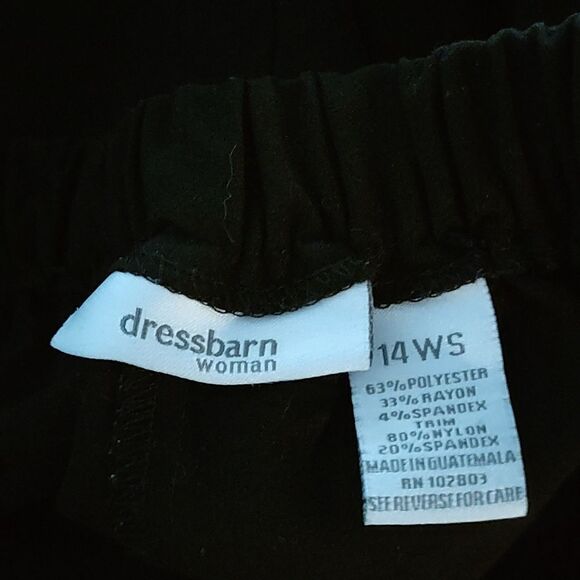 dressbarn
woman
14WS
63%POLYESTER
33%RAYON
4%SPANDEX
TRIM
80%NYLON
20%SPANDEX
MADE IN GUATEMALA
RN 102803
SEE REVERSE FOR CARE